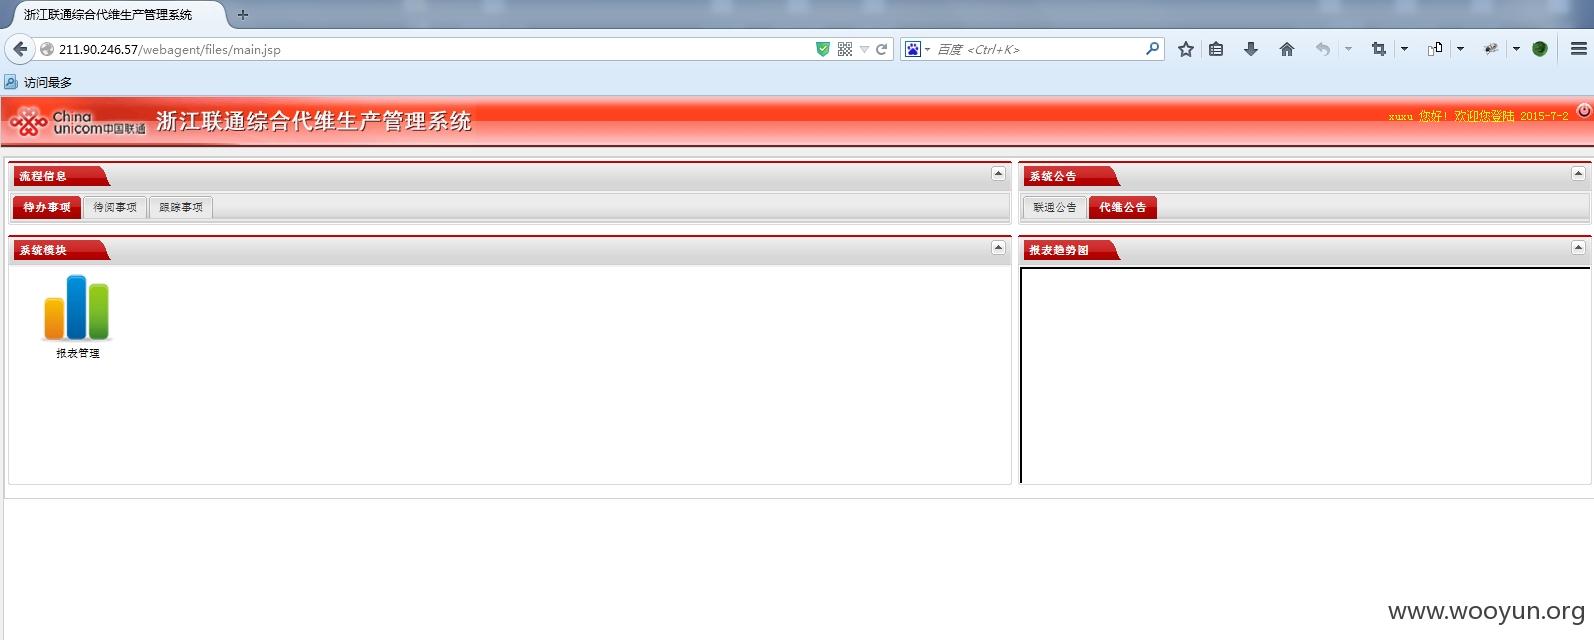 浙江联通综合代维生产管理系统
211.90.246.57/webagent/files/main.jsp
百度 <Ctrl+K>
访问最多
China unicom中国联通
浙江联通综合代维生产管理系统
xuxu 您好! 欢迎您登陆 2015-7-2
流程信息
待办事项 待阅事项 跟踪事项
系统公告
联通公告 代维公告
系统模块
报表管理
报表趋势图
www.wooyun.org